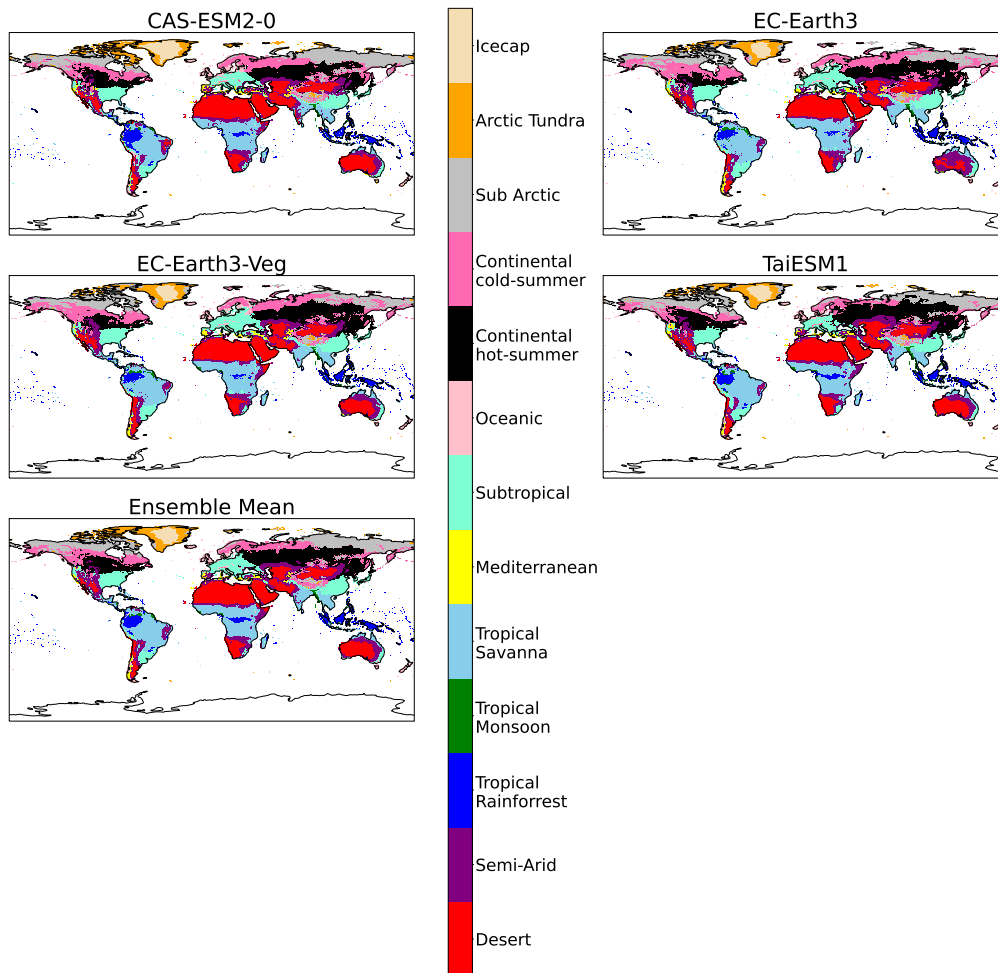 CAS-ESM2-0
EC-Earth3
EC-Earth3-Veg
TaiESM1
Ensemble Mean
Icecap
Arctic Tundra
Sub Arctic
Continental
cold-summer
Continental
hot-summer
Oceanic
Subtropical
Mediterranean
Tropical
Savanna
Tropical
Monsoon
Tropical
Rainforrest
Semi-Arid
Desert